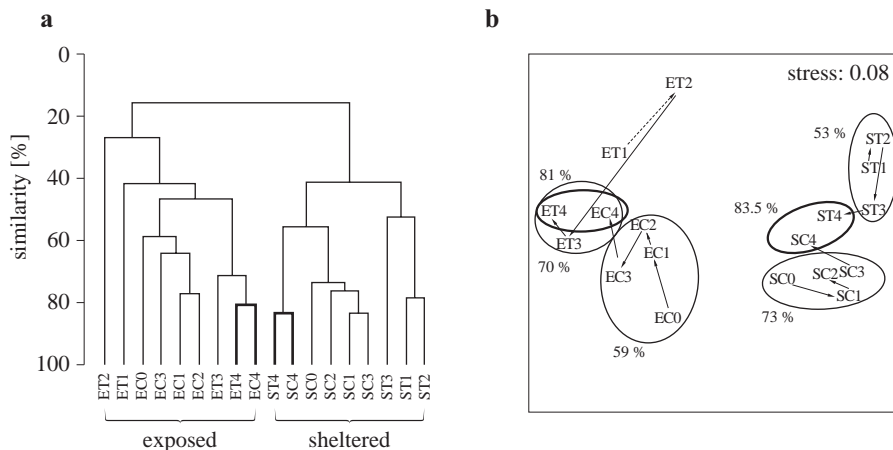 a
0
20
40
60
80
100
similarity [%]
ET2
ET1
EC0
EC3
EC1
EC2
ET3
ET4
EC4
ST4
SC4
SC0
SC2
SC1
SC3
ST3
ST1
ST2
exposed
sheltered
b
stress: 0.08
ET2
ET1
53 %
ST2
ST1
81 %
ET4
EC4
EC2
83.5 %
ST4
ST3
ET3
EC1
SC4
70 %
EC3
SC0
SC2
SC3
SC1
EC0
73 %
59 %